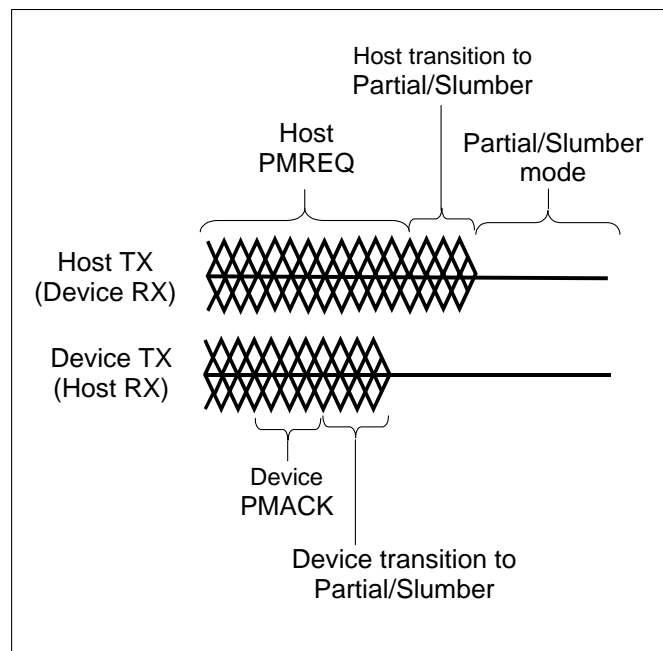 Host transition to
Partial/Slumber
Host
PMREQ
Partial/Slumber
mode
Host TX
(Device RX)
Device TX
(Host RX)
Device
PMACK
Device transition to
Partial/Slumber